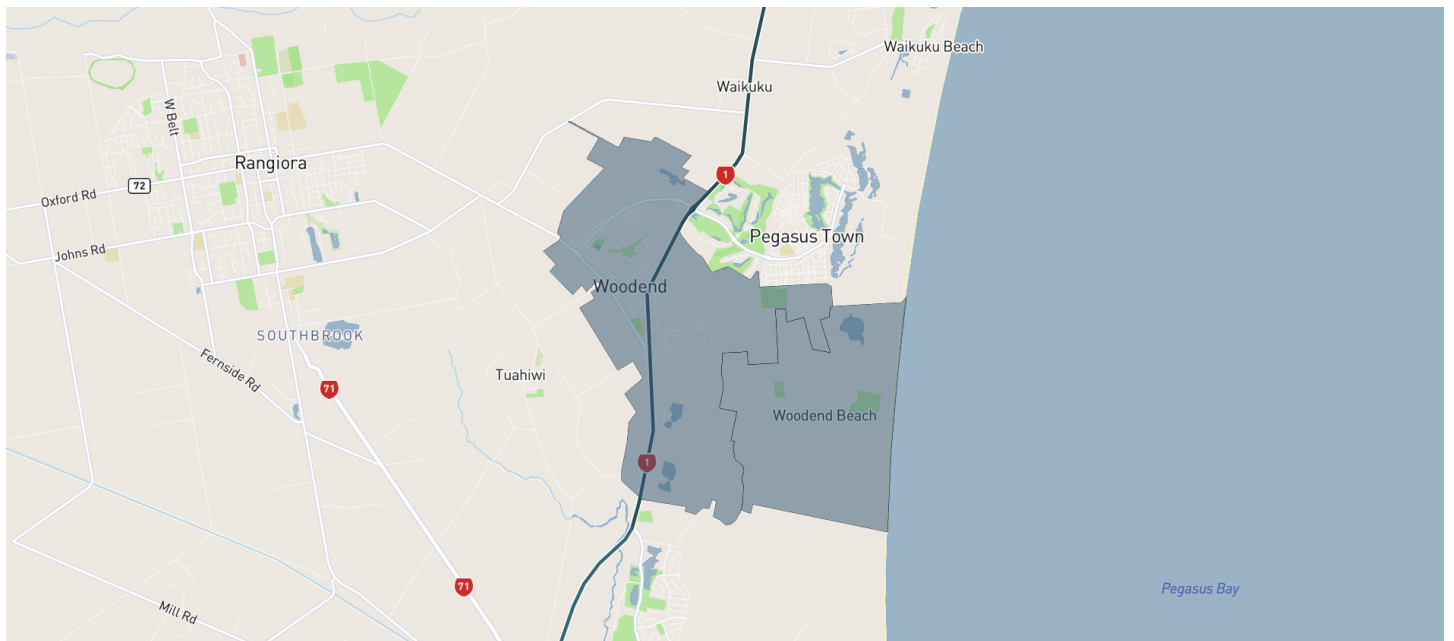 Waikuku Beach
Waikuku
W Belt
Rangiora
1
72
Oxford Rd
Pegasus Town
Johns Rd
Woodend
SOUTHBROOK
Fernside Rd
Tuahiwi
71
Woodend Beach
1
71
Pegasus Bay
Mill Rd